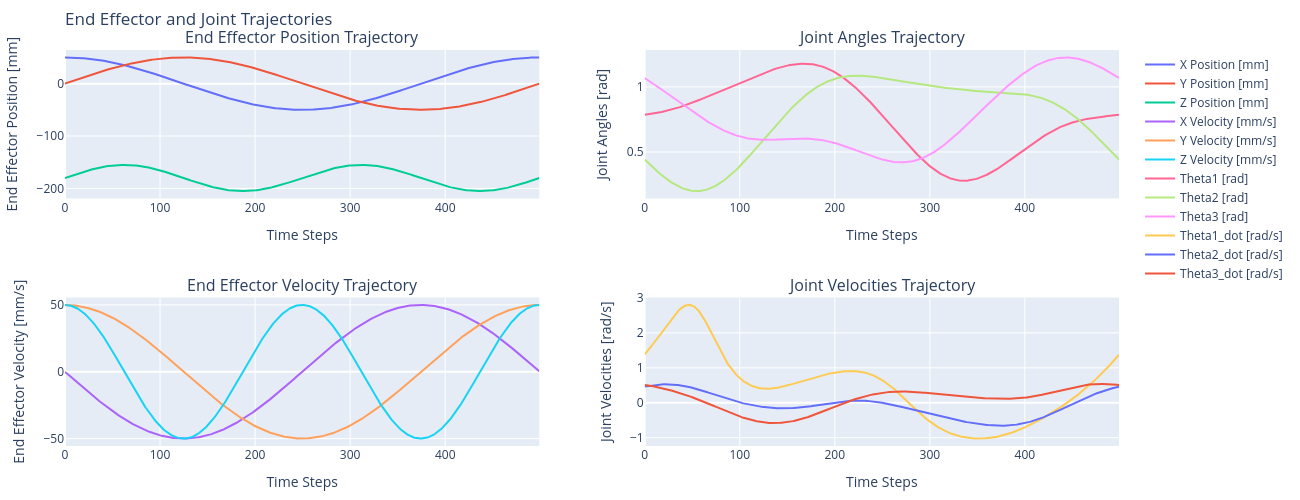 End Effector and Joint Trajectories
End Effector Position Trajectory
End Effector Position [mm]
0
−100
−200
0
100
200
300
400
Time Steps
Joint Angles Trajectory
Joint Angles [rad]
1
0.5
0
100
200
300
400
Time Steps
X Position [mm]
Y Position [mm]
Z Position [mm]
X Velocity [mm/s]
Y Velocity [mm/s]
Z Velocity [mm/s]
Theta1 [rad]
Theta2 [rad]
Theta3 [rad]
Theta1_dot [rad/s]
Theta2_dot [rad/s]
Theta3_dot [rad/s]
End Effector Velocity Trajectory
End Effector Velocity [mm/s]
50
0
−50
0
100
200
300
400
Time Steps
Joint Velocities Trajectory
Joint Velocities [rad/s]
3
2
1
0
−1
0
100
200
300
400
Time Steps